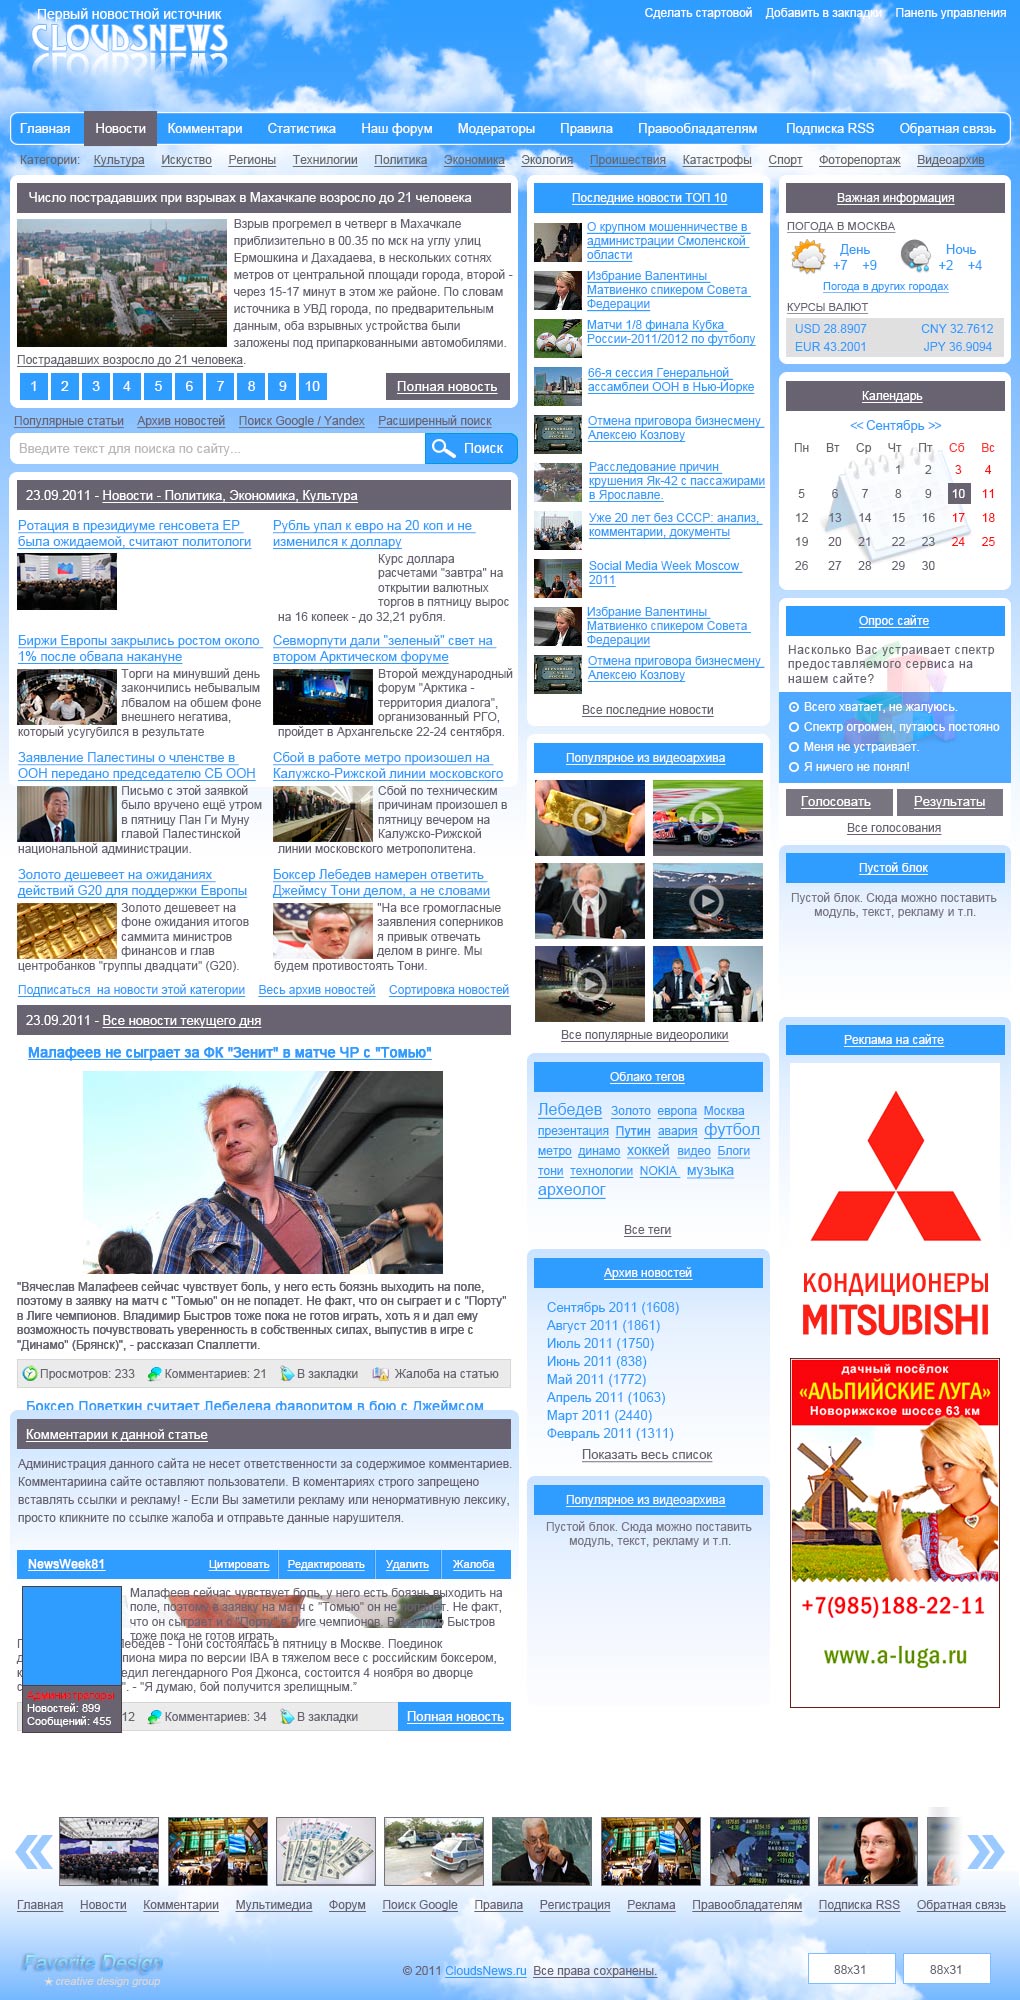 Первый новостной источник
CLOUDSNEWS
Сделать стартовой Добавить в закладки Панель управления
Главная Новости Комментари Статистика Наш форум Модераторы Правила Правообладателям Подписка RSS Обратная связь
Категории: Культура Искуство Регионы Технилогии Политика Экономика Экология Проишествия Катастрофы Спорт Фоторепортаж Видеоархив
Число пострадавших при взрывах в Махачкале возросло до 21 человека
Взрыв прогремел в четверг в Махачкале
приблизительно в 00.35 по мск на углу улиц
Ермошкина и Дахадаева, в нескольких сотнях
метров от центральной площади города, второй -
через 15-17 минут в этом же районе. По словам
источника в УВД города, по предварительным
данным, оба взрывных устройства были
заложены под припаркованными автомобилями.
Пострадавших возросло до 21 человека.
1 2 3 4 5 6 7 8 9 10
Полная новость
Популярные статьи Архив новостей Поиск Google / Yandex Расширенный поиск
Введите текст для поиска по сайту...
Поиск
23.09.2011 - Новости - Политика, Экономика, Культура
Ротация в президиуме генсовета ЕР
была ожидаемой, считают политологи
Рубль упал к евро на 20 коп и не
изменился к доллару
Курс доллара
расчетами "завтра" на
открытии валютных
торгов в пятницу вырос
на 16 копеек - до 32,21 рубля.
Биржи Европы закрылись ростом около
1% после обвала накануне
Торги на минувший день
закончились небывалым
лбвалом на обшем фоне
внешнего негатива,
который усугубился в результате
Севморпути дали "зеленый" свет на
втором Арктическом форуме
Второй международный
форум "Арктика -
территория диалога",
организованный РГО,
пройдет в Архангельске 22-24 сентября.
Заявление Палестины о членстве в
ООН передано председателю СБ ООН
Письмо с этой заявкой
было вручено ещё утром
в пятницу Пан Ги Муну
главой Палестинской
национальной администрации.
Сбой в работе метро произошел на
Калужско-Рижской линии московского
Сбой по техническим
причинам произошел в
пятницу вечером на
Калужско-Рижской
линии московского метрополитена.
Золото дешевеет на ожиданиях
действий G20 для поддержки Европы
Золото дешевеет на
фоне ожидания итогов
саммита министров
финансов и глав
центробанков "группы двадцати" (G20).
Боксер Лебедев намерен ответить
Джеймсу Тони делом, а не словами
"На все громогласные
заявления соперников
я привык отвечать
делом в ринге. Мы
будем противостоять Тони.
Подписаться на новости этой категории Весь архив новостей Сортировка новостей
23.09.2011 - Все новости текущего дня
Малафеев не сыграет за ФК "Зенит" в матче ЧР с "Томью"
"Вячеслав Малафеев сейчас чувствует боль, у него есть боязнь выходить на поле,
поэтому в заявку на матч с "Томью" он не попадет. Не факт, что он сыграет и с "Порту"
в Лиге чемпионов. Владимир Быстров тоже пока не готов играть, хоть я и дал ему
возможность почувствовать уверенность в собственных силах, выпустив в игре с
"Динамо" (Брянск)", - рассказал Спаллетти.
Просмотров: 233 Комментариев: 21 В закладки Жалоба на статью
Боксер Поветкин считает Лебедева фаворитом в бою с Джеймсом
Комментарии к данной статье
Администрация данного сайта не несет ответственности за содержимое комментариев.
Комментариина сайте оставляют пользователи. В коментариях строго запрещено
вставлять ссылки и рекламу! - Если Вы заметили рекламу или ненормативную лексику,
просто кликните по ссылке жалоба и отправьте данные нарушителя.
NewsWeek81 Цитировать Редактировать Удалить Жалоба
Малафеев сейчас чувствует боль, у него есть боязнь выходить на
поле, поэтому в заявку на матч с "Томью" он не попадет. Не факт,
что он сыграет и с "Порту" в Лиге чемпионов. Владимир Быстров
тоже пока не готов играть,
Лебедев - Тони состоялась в пятницу в Москве. Поединок
пиона мира по версии IBA в тяжелом весе с российским боксером,
едил легендарного Роя Джонса, состоится 4 ноября во дворце
". - "Я думаю, бой получится зрелищным."
Администраторы
Новостей: 899
Сообщений: 455
12 Комментариев: 34 В закладки Полная новость
Последние новости ТОП 10
О крупном мошенничестве в
администрации Смоленской
области
Избрание Валентины
Матвиенко спикером Совета
Федерации
Матчи 1/8 финала Кубка
России-2011/2012 по футболу
66-я сессия Генеральной
ассамблеи ООН в Нью-Йорке
Отмена приговора бизнесмену
Алексею Козлову
Расследование причин
крушения Як-42 с пассажирами
в Ярославле.
Уже 20 лет без СССР: анализ,
комментарии, документы
Social Media Week Moscow
2011
Избрание Валентины
Матвиенко спикером Совета
Федерации
Отмена приговора бизнесмену
Алексею Козлову
Все последние новости
Популярное из видеоархива
Все популярные видеоролики
Облако тегов
Лебедев Золото европа Москва
презентация Путин авария футбол
метро динамо хоккей видео Блоги
тони технологии NOKIA музыка
археолог
Все теги
Архив новостей
Сентябрь 2011 (1608)
Август 2011 (1861)
Июль 2011 (1750)
Июнь 2011 (838)
Май 2011 (1772)
Апрель 2011 (1063)
Март 2011 (2440)
Февраль 2011 (1311)
Показать весь список
Популярное из видеоархива
Пустой блок. Сюда можно поставить
модуль, текст, рекламу и т.п.
Важная информация
ПОГОДА В МОСКВА
День Ночь
+7 +9 +2 +4
Погода в других городах
КУРСЫ ВАЛЮТ
USD 28.8907 CNY 32.7612
EUR 43.2001 JPY 36.9094
Календарь
<< Сентябрь >>
Пн Вт Ср Чт Пт Сб Вс
1 2 3 4
5 6 7 8 9 10 11
12 13 14 15 16 17 18
19 20 21 22 23 24 25
26 27 28 29 30
Опрос сайте
Насколько Вас устраивает спектр
предоставляемого сервиса на
нашем сайте?
Всего хватает, не жалуюсь.
Спектр огромен, путаюсь постояно
Меня не устраивает.
Я ничего не понял!
Голосовать Результаты
Все голосования
Пустой блок
Пустой блок. Сюда можно поставить
модуль, текст, рекламу и т.п.
Реклама на сайте
КОНДИЦИОНЕРЫ
MITSUBISHI
дачный посёлок
«АЛЬПИЙСКИЕ ЛУГА»
Новорижское шоссе 63 км
+7(985)188-22-11
www.a-luga.ru
Главная Новости Комментарии Мультимедиа Форум Поиск Google Правила Регистрация Реклама Правообладателям Подписка RSS Обратная связь
Favorite Design
creative design group
© 2011 CloudsNews.ru Все права сохранены.
88x31 88x31